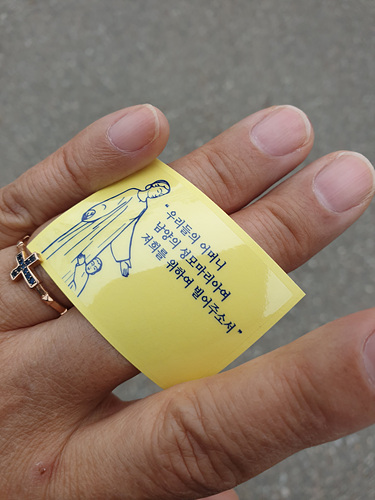 "우리들의 어머니
남양의 성모마리아여
저희를 위하여 빌어주소서"